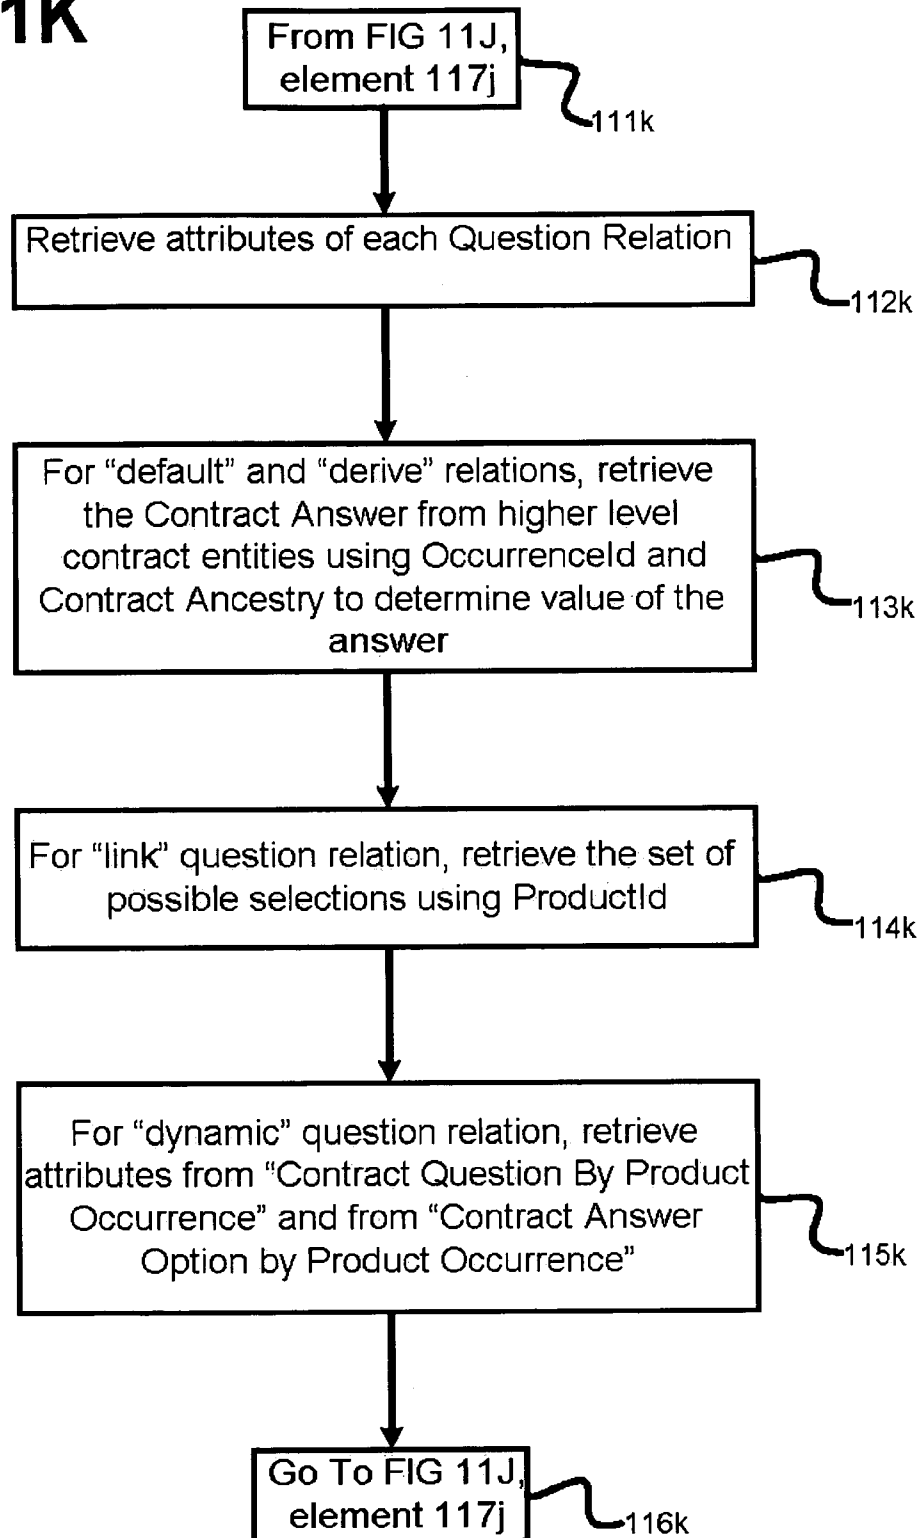 1K
From FIG 11J,
element 117j
111k
Retrieve attributes of each Question Relation
112k
For “default” and “derive” relations, retrieve
the Contract Answer from higher level
contract entities using OccurrenceId and
Contract Ancestry to determine value of the
answer
113k
For “link” question relation, retrieve the set of
possible selections using ProductId
114k
For “dynamic” question relation, retrieve
attributes from “Contract Question By Product
Occurrence” and from “Contract Answer
Option by Product Occurrence”
115k
Go To FIG 11J,
element 117j
116k